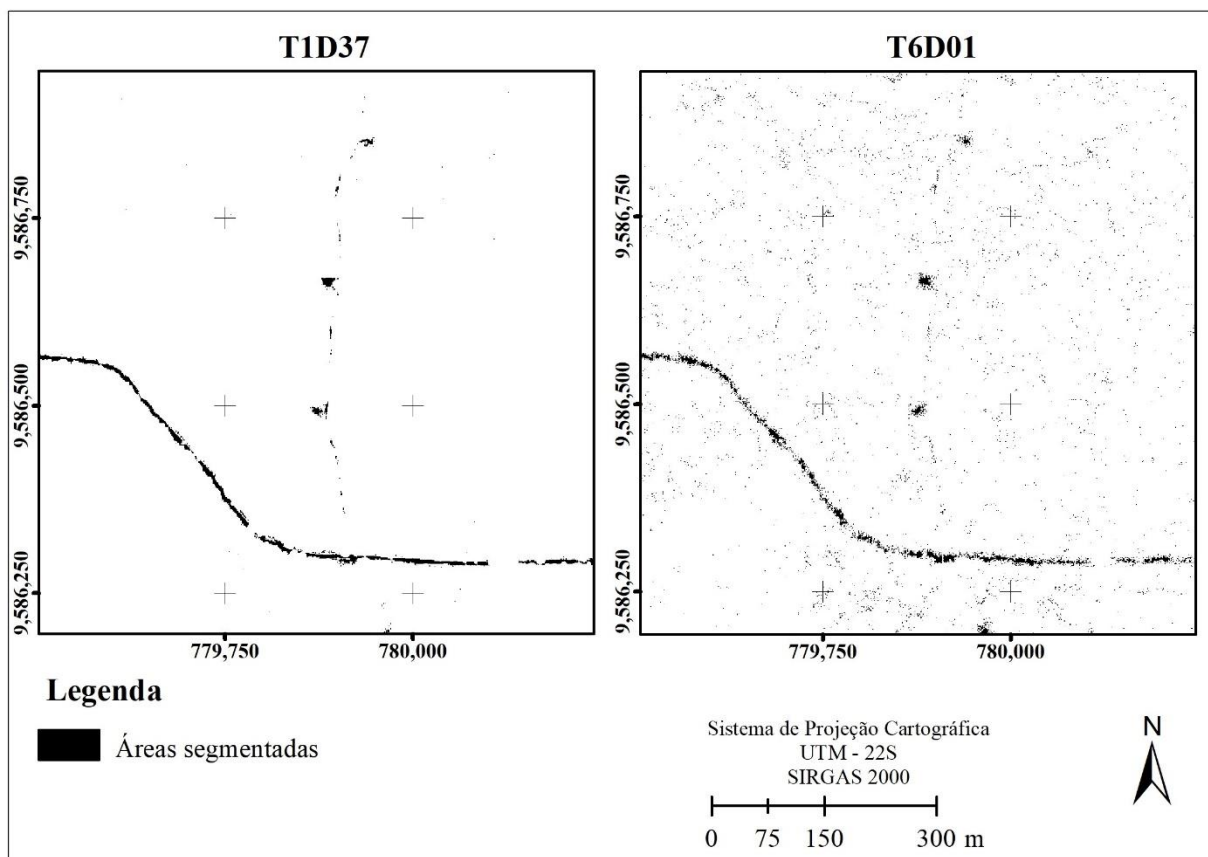 T1D37
T6D01
9,586,750
9,586,500
9,586,250
779,750
780,000
9,586,750
9,586,500
9,586,250
779,750
780,000
Legenda
Áreas segmentadas
Sistema de Projeção Cartográfica
UTM - 22S
SIRGAS 2000
0 75 150 300 m
N